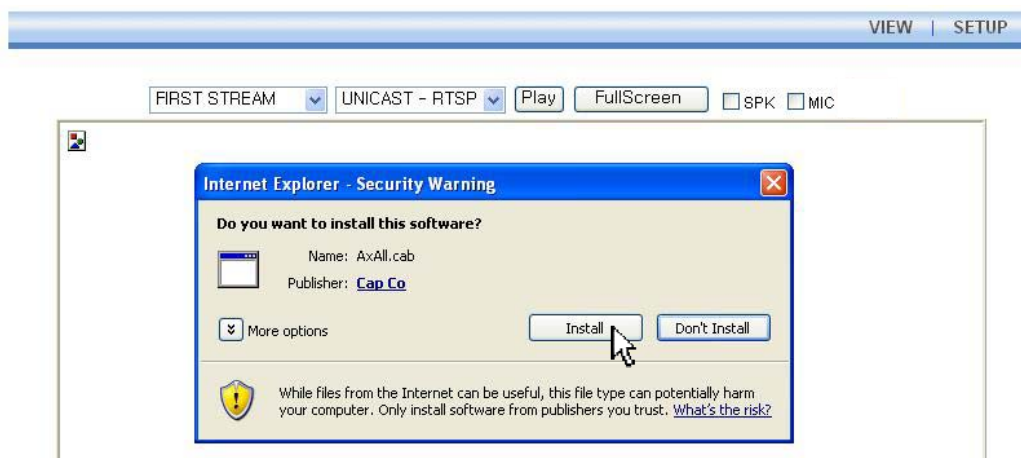 VIEW | SETUP
FIRST STREAM UNICAST - RTSP Play FullScreen SPK MIC
Internet Explorer - Security Warning
Do you want to install this software?
Name: AxAll.cab
Publisher: Cap Co
More options Install Don't Install
While files from the Internet can be useful, this file type can potentially harm
your computer. Only install software from publishers you trust. What's the risk?